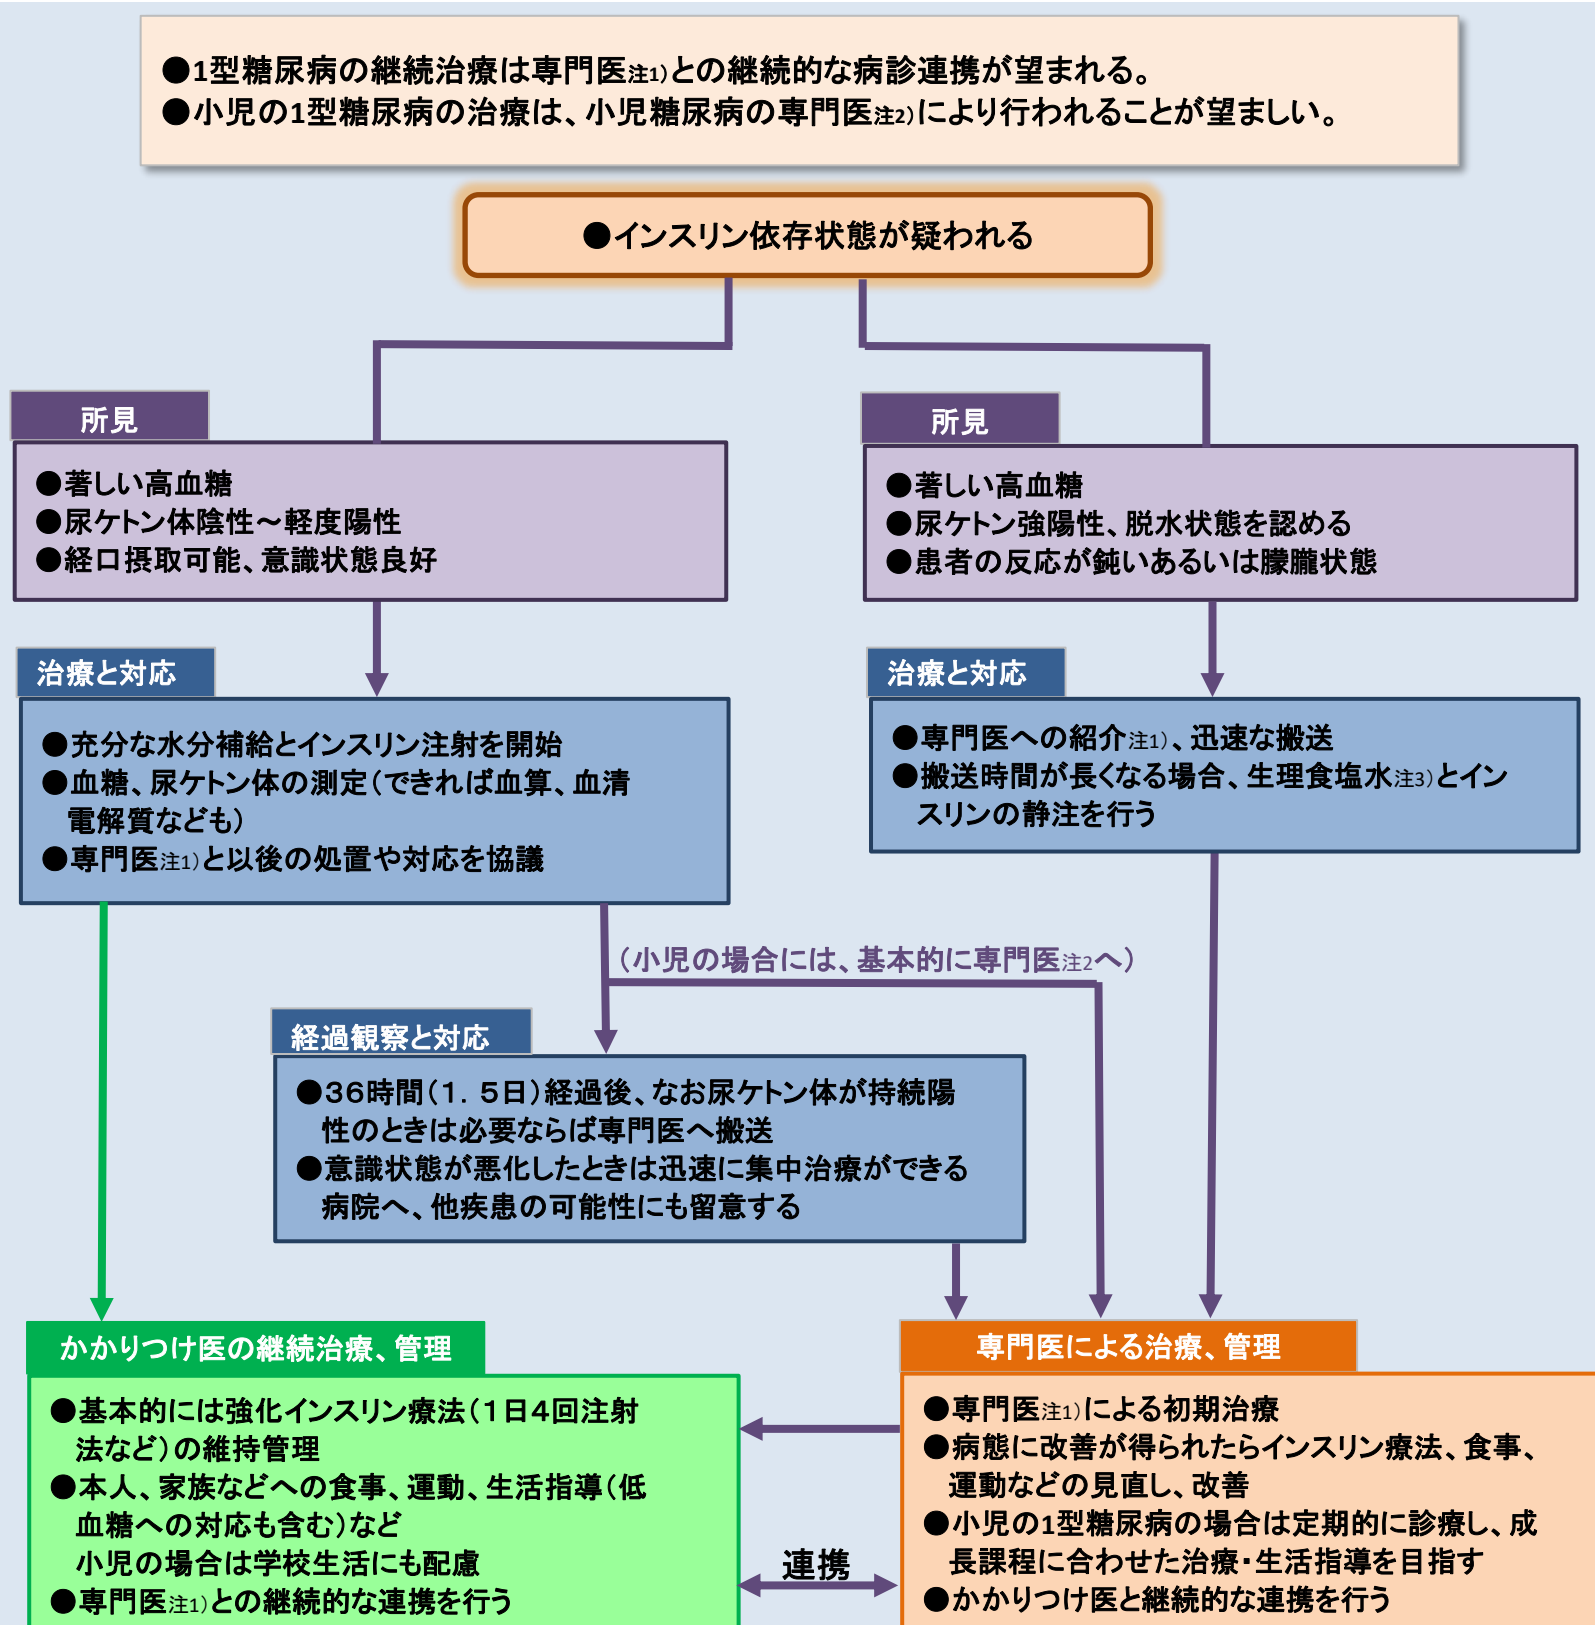 ●1型糖尿病の継続治療は専門医注1)との継続的な病診連携が望まれる。
●小児の1型糖尿病の治療は、小児糖尿病の専門医注2)により行われることが望ましい。
●インスリン依存状態が疑われる
所見
●著しい高血糖
●尿ケトン体陰性～軽度陽性
●経口摂取可能、意識状態良好
所見
●著しい高血糖
●尿ケトン強陽性、脱水状態を認める
●患者の反応が鈍いあるいは朦朧状態
治療と対応
●充分な水分補給とインスリン注射を開始
●血糖、尿ケトン体の測定（できれば血算、血清
電解質なども）
●専門医注1)と以後の処置や対応を協議
治療と対応
●専門医への紹介注1)、迅速な搬送
●搬送時間が長くなる場合、生理食塩水注3)とイン
スリンの静注を行う
（小児の場合には、基本的に専門医注2へ）
経過観察と対応
●３６時間（１．５日）経過後、なお尿ケトン体が持続陽
性のときは必要ならば専門医へ搬送
●意識状態が悪化したときは迅速に集中治療ができる
病院へ、他疾患の可能性にも留意する
かかりつけ医の継続治療、管理
●基本的には強化インスリン療法（１日４回注射
法など）の維持管理
●本人、家族などへの食事、運動、生活指導（低
血糖への対応も含む）など
小児の場合は学校生活にも配慮
●専門医注1)との継続的な連携を行う
連携
専門医による治療、管理
●専門医注1)による初期治療
●病態に改善が得られたらインスリン療法、食事、
運動などの見直し、改善
●小児の1型糖尿病の場合は定期的に診療し、成
長課程に合わせた治療・生活指導を目指す
●かかりつけ医と継続的な連携を行う